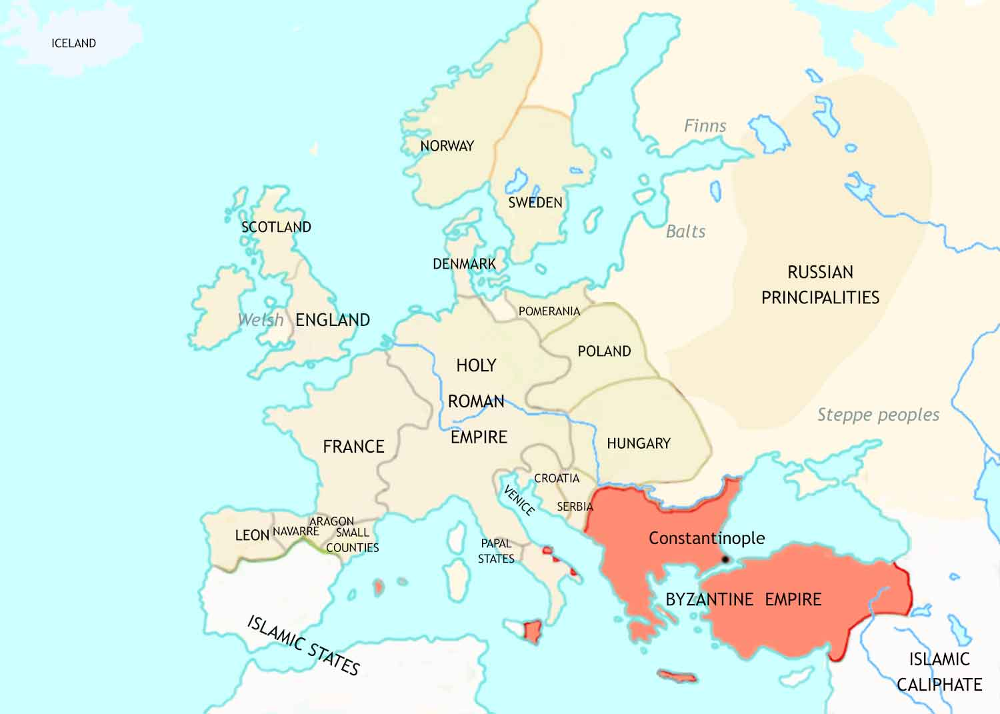 ICELAND
Finns
NORWAY
SWEDEN
SCOTLAND
Balts
DENMARK
RUSSIAN
PRINCIPALITIES
POMERANIA
Welsh
ENGLAND
POLAND
HOLY
ROMAN
EMPIRE
Steppe peoples
FRANCE
HUNGARY
CROATIA
VENICE
SERBIA
LEON
NAVARRE
ARAGON
SMALL
COUNTIES
PAPAL
STATES
Constantinople
BYZANTINE EMPIRE
ISLAMIC STATES
ISLAMIC
CALIPHATE